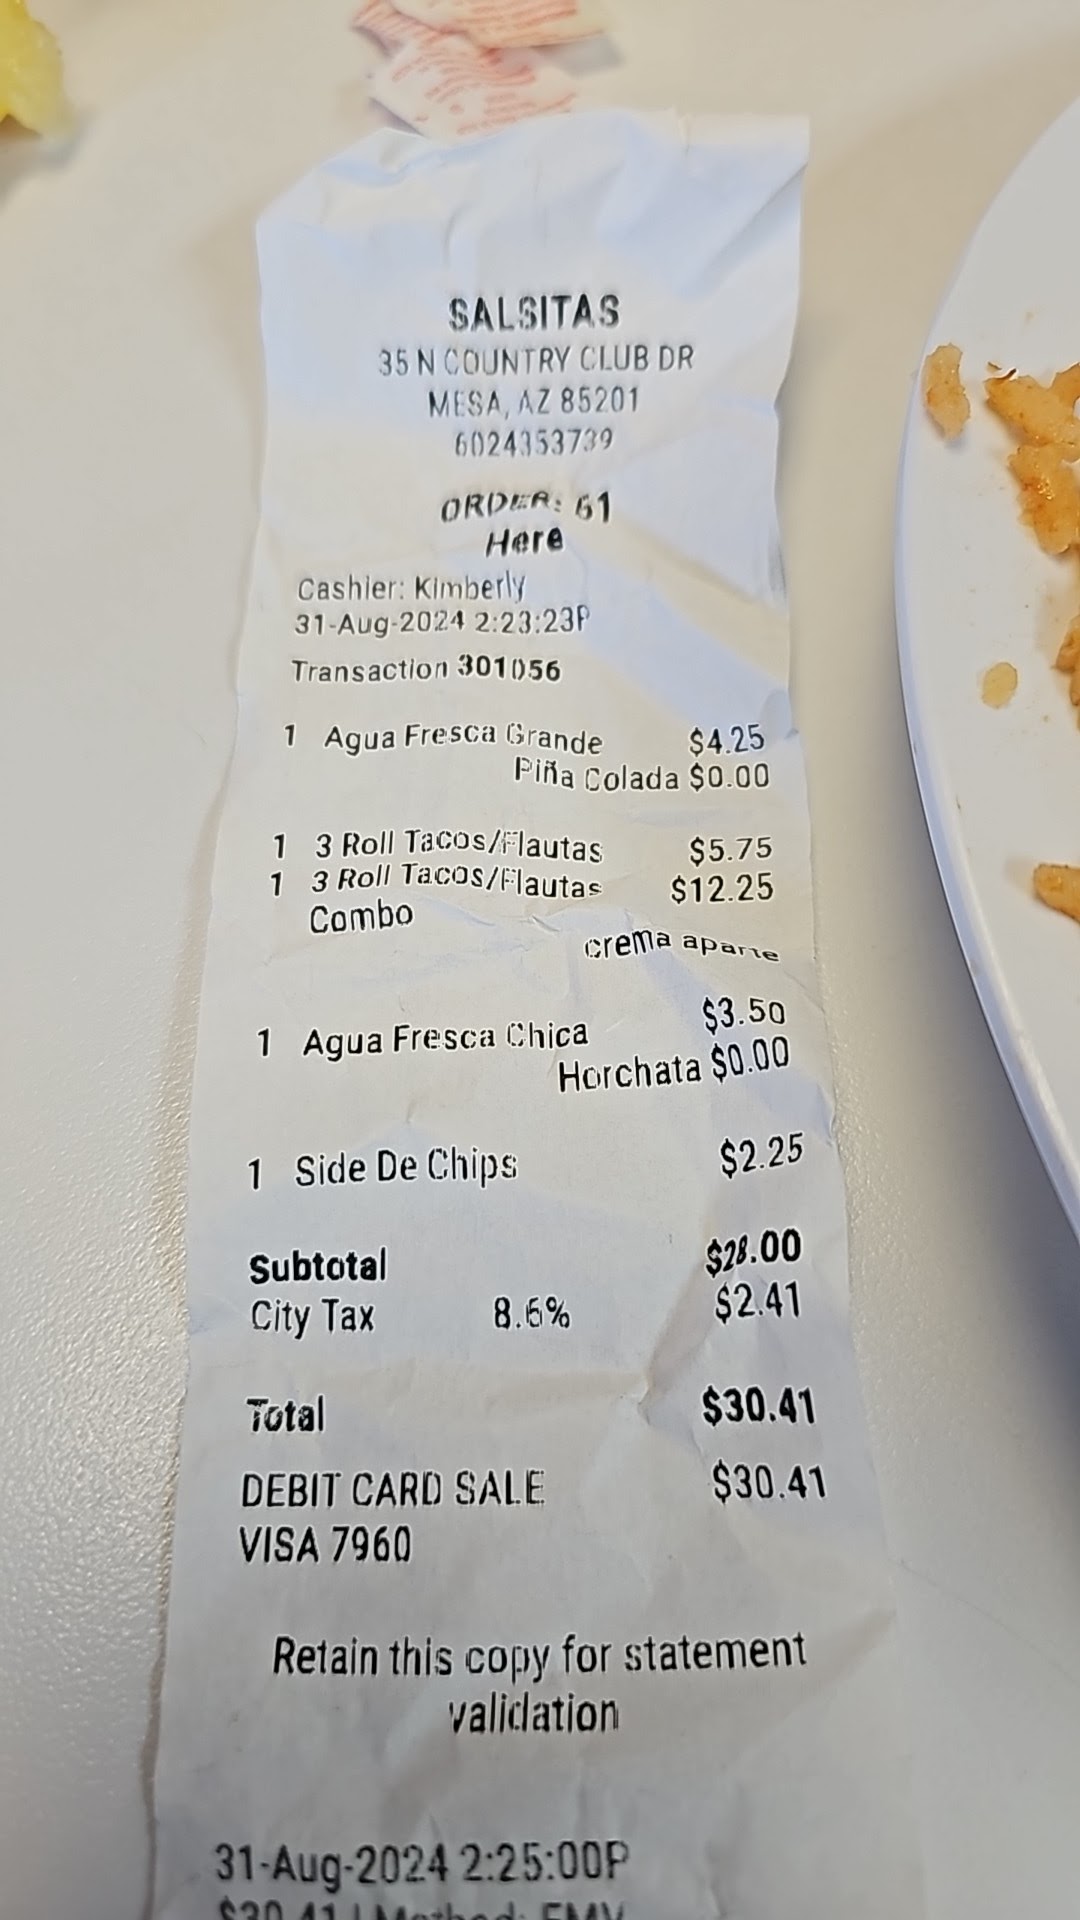 SALSITAS
35 N COUNTRY CLUB DR
MESA, AZ 85201
6024353739
ORDER: 61
Here
Cashier: Kimberly
31-Aug-2024 2:23:23P
Transaction 301056
1 Agua Fresca Grande $4.25
Piña Colada $0.00
1 3 Roll Tacos/Flautas $5.75
1 3 Roll Tacos/Flautas $12.25
Combo
crema aparte
1 Agua Fresca Chica $3.50
Horchata $0.00
1 Side De Chips $2.25
Subtotal $28.00
City Tax 8.6% $2.41
Total $30.41
DEBIT CARD SALE $30.41
VISA 7960
Retain this copy for statement
validation
31-Aug-2024 2:25:00P
$30.41 | Method: EMV